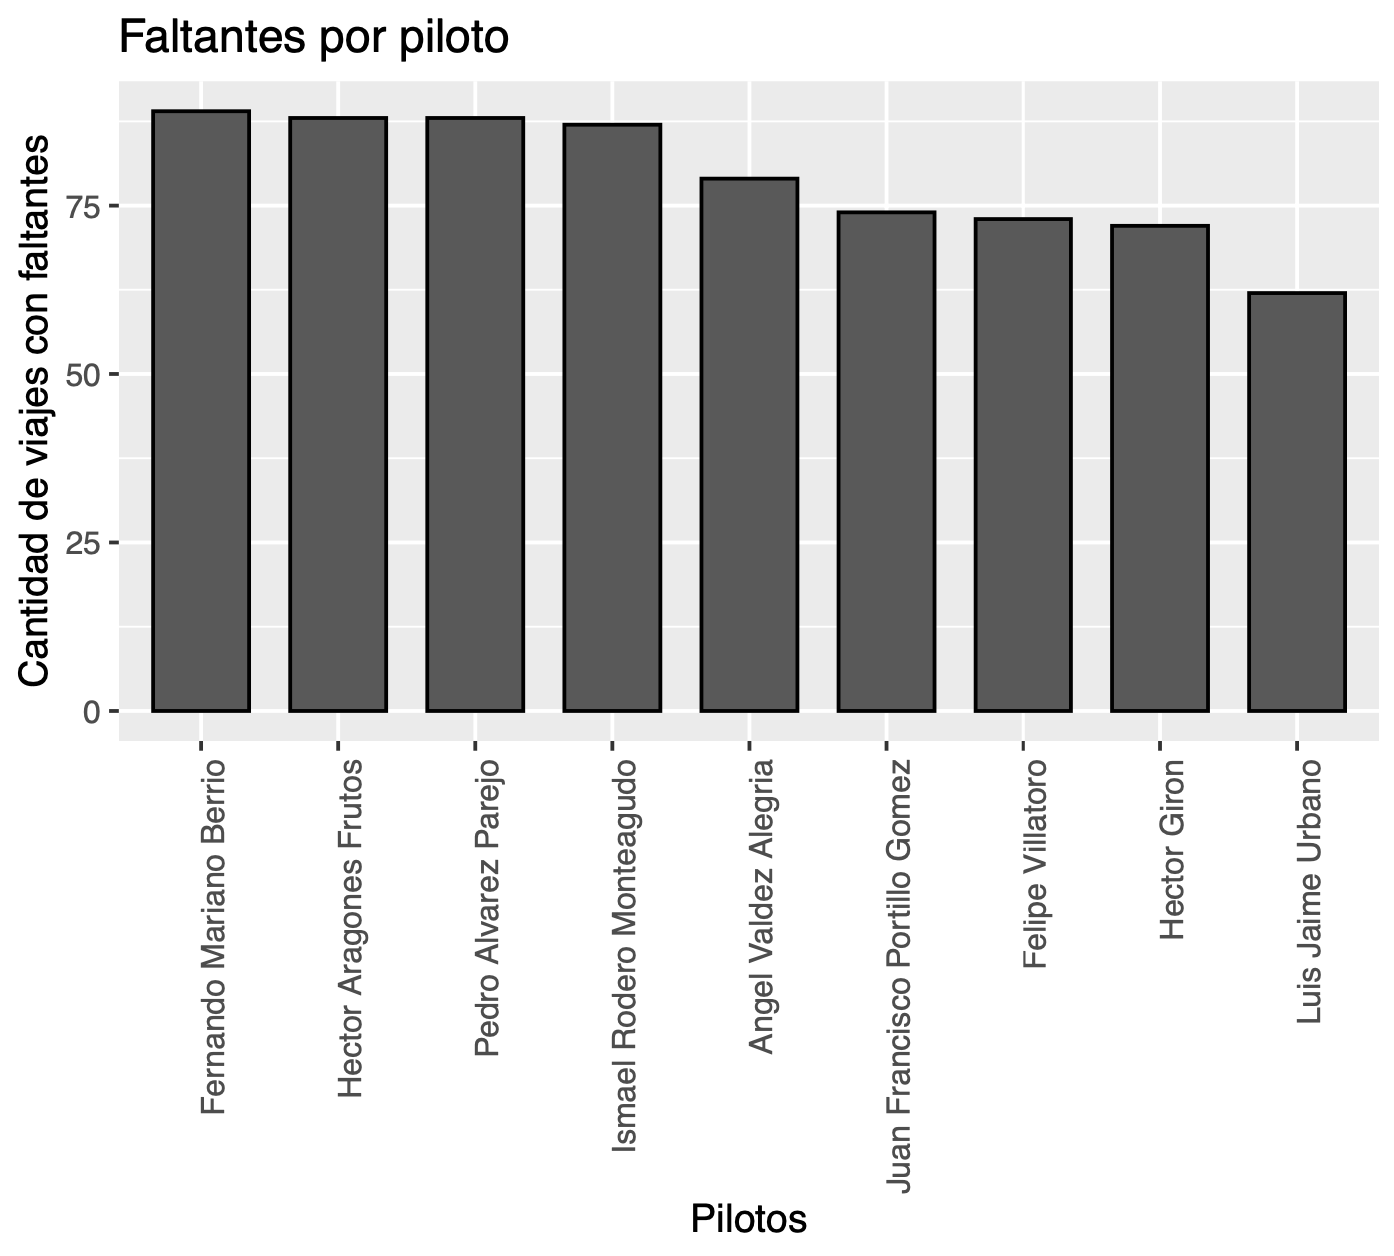 Faltantes por piloto
Cantidad de viajes con faltantes
75
50
25
0
Fernando Mariano Berrio
Hector Aragones Frutos
Pedro Alvarez Parejo
Ismael Rodero Monteagudo
Angel Valdez Alegria
Juan Francisco Portillo Gomez
Felipe Villatoro
Hector Giron
Luis Jaime Urbano
Pilotos